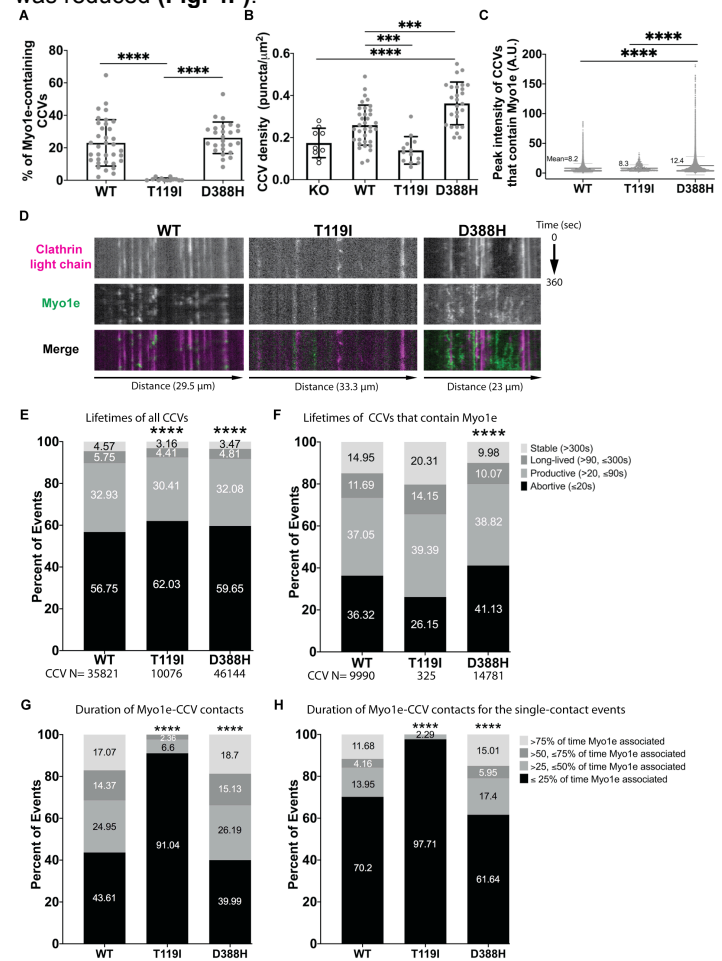 was reduced (Fig. 4F).
A
% of Myo1e-containing
CCVs
80
60
40
20
0
****
****
WT T119I D388H
B
CCV density (puncta/um²)
0.6
0.4
0.2
0.0
***
***
****
KO WT T119I D388H
C
Peak intensity of CCVs
that contain Myo1e (A.U.)
200
150
100
50
0
****
****
Mean=8.2 8.3 12.4
WT T119I D388H
D
WT T119I D388H
Clathrin
light chain
Myo1e
Merge
Time (sec)
0
360
Distance (29.5 μm) Distance (33.3 μm) Distance (23 μm)
E Lifetimes of all CCVs
Percent of Events
100
80
60
40
20
0
**** ****
4.57 3.16 3.47
5.75 4.41 4.81
32.93 30.41 32.08
56.75 62.03 59.65
WT T119I D388H
CCV N= 35821 10076 46144
F Lifetimes of CCVs that contain Myo1e
Percent of Events
100
80
60
40
20
0
****
14.95 20.31 9.98
11.69 14.15 10.07
37.05 39.39 38.82
36.32 26.15 41.13
WT T119I D388H
CCV N= 9990 325 14781
Stable (>300s)
Long-lived (>90, ≤300s)
Productive (>20, ≤90s)
Abortive (≤20s)
G Duration of Myo1e-CCV contacts
Percent of Events
100
80
60
40
20
0
**** ****
17.07 18.7
14.37 2.36 15.13
24.95 6.6 26.19
43.61 91.04 39.99
WT T119I D388H
H Duration of Myo1e-CCV contacts for the single-contact events
Percent of Events
100
80
60
40
20
0
**** ****
11.68 15.01
4.16 5.95
13.95 2.29 17.4
70.2 97.71 61.64
WT T119I D388H
>75% of time Myo1e associated
>50, ≤75% of time Myo1e associated
>25, ≤50% of time Myo1e associated
≤ 25% of time Myo1e associated